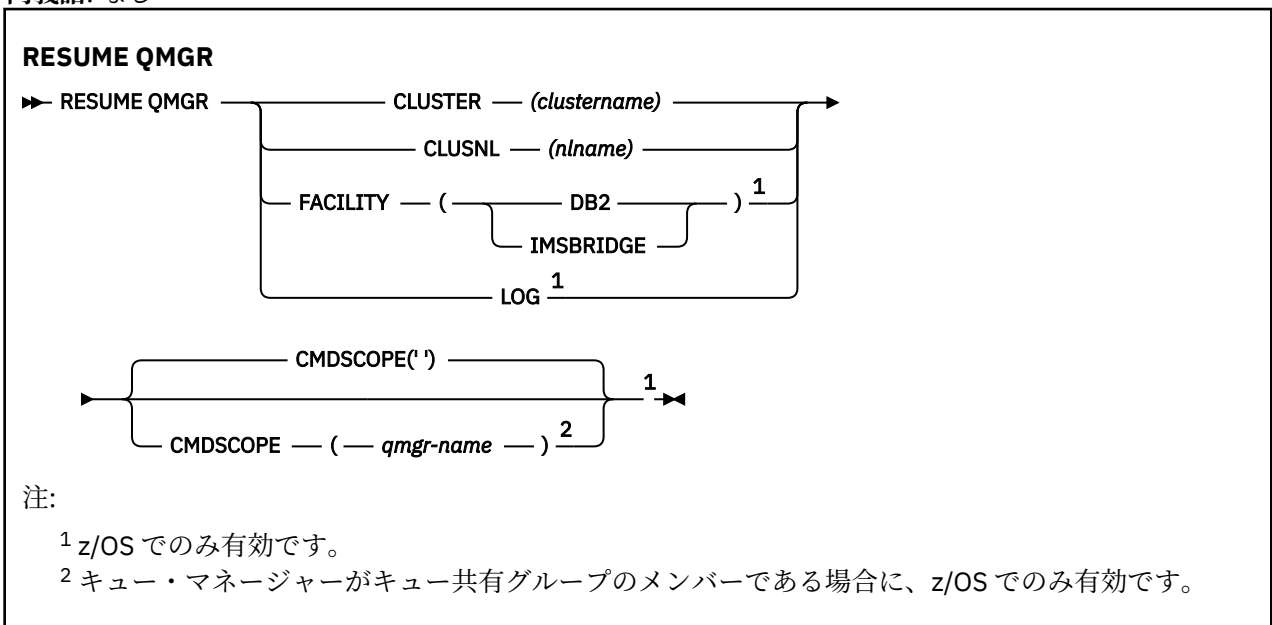 RESUME QMGR
RESUME QMGR CLUSTER (clustername)
CLUSNL (nlname)
FACILITY ( DB2 ) 1
IMSBRIDGE
LOG 1
CMDSCOPE(' ')
1
CMDSCOPE ( qmgr-name ) 2
注:
1 z/OS でのみ有効です。
2 キュー・マネージャーがキュー共有グループのメンバーである場合に、z/OS でのみ有効です。